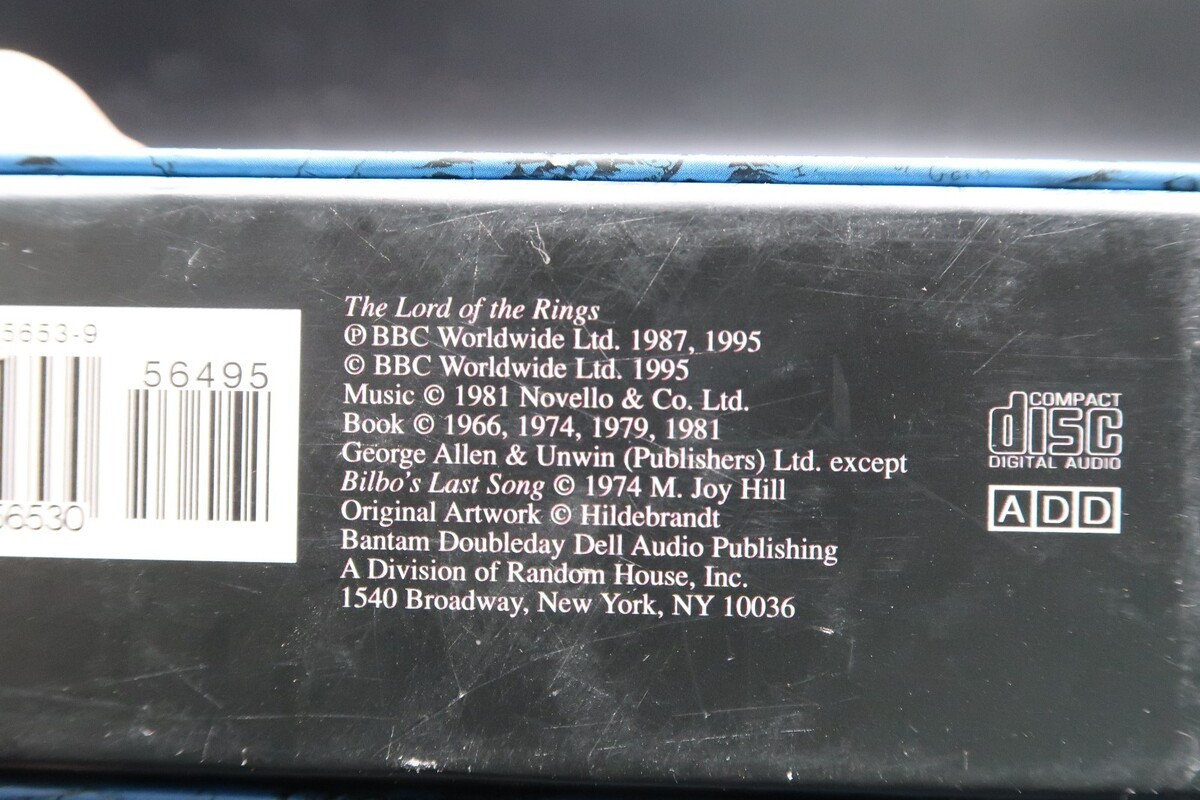 5653-9
56495
56530
The Lord of the Rings
℗ BBC Worldwide Ltd. 1987, 1995
© BBC Worldwide Ltd. 1995
Music © 1981 Novello & Co. Ltd.
Book © 1966, 1974, 1979, 1981
George Allen & Unwin (Publishers) Ltd. except
Bilbo's Last Song © 1974 M. Joy Hill
Original Artwork © Hildebrandt
Bantam Doubleday Dell Audio Publishing
A Division of Random House, Inc.
1540 Broadway, New York, NY 10036
COMPACT
disc
DIGITAL AUDIO
ADD